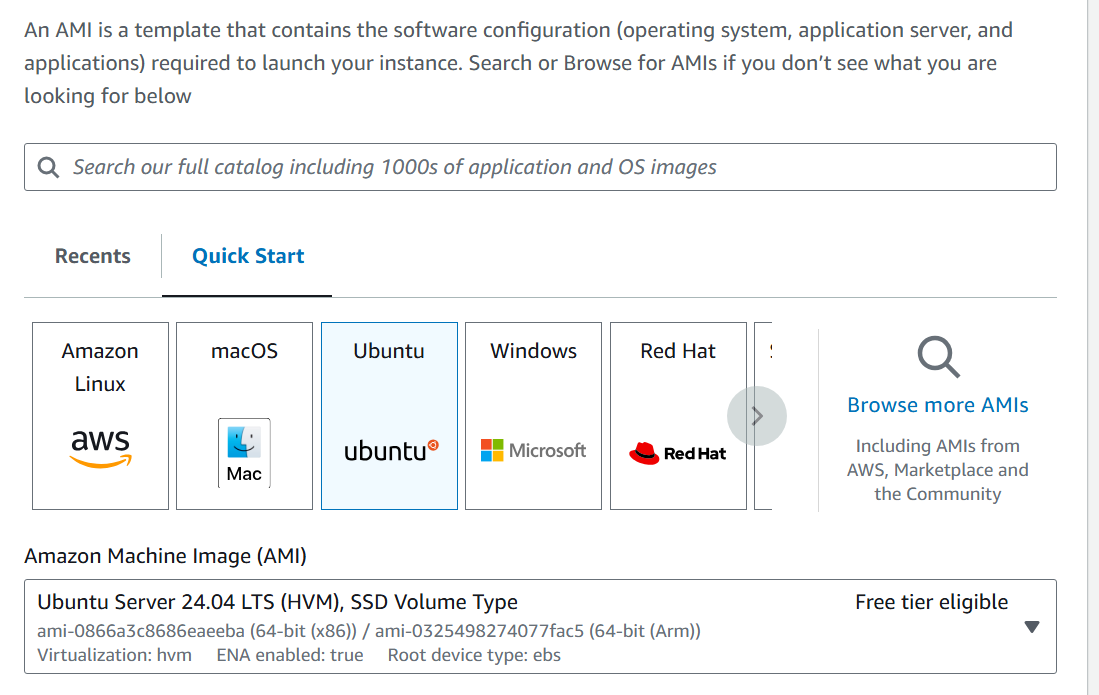 An AMI is a template that contains the software configuration (operating system, application server, and
applications) required to launch your instance. Search or Browse for AMIs if you don’t see what you are
looking for below
Search our full catalog including 1000s of application and OS images
Recents
Quick Start
Amazon
Linux
aws
macOS
Mac
Ubuntu
ubuntu
Windows
Microsoft
Red Hat
Red Hat
Browse more AMIs
Including AMIs from
AWS, Marketplace and
the Community
Amazon Machine Image (AMI)
Ubuntu Server 24.04 LTS (HVM), SSD Volume Type
Free tier eligible
ami-0866a3c8686eaeeba (64-bit (x86)) / ami-0325498274077fac5 (64-bit (Arm))
Virtualization: hvm ENA enabled: true Root device type: ebs